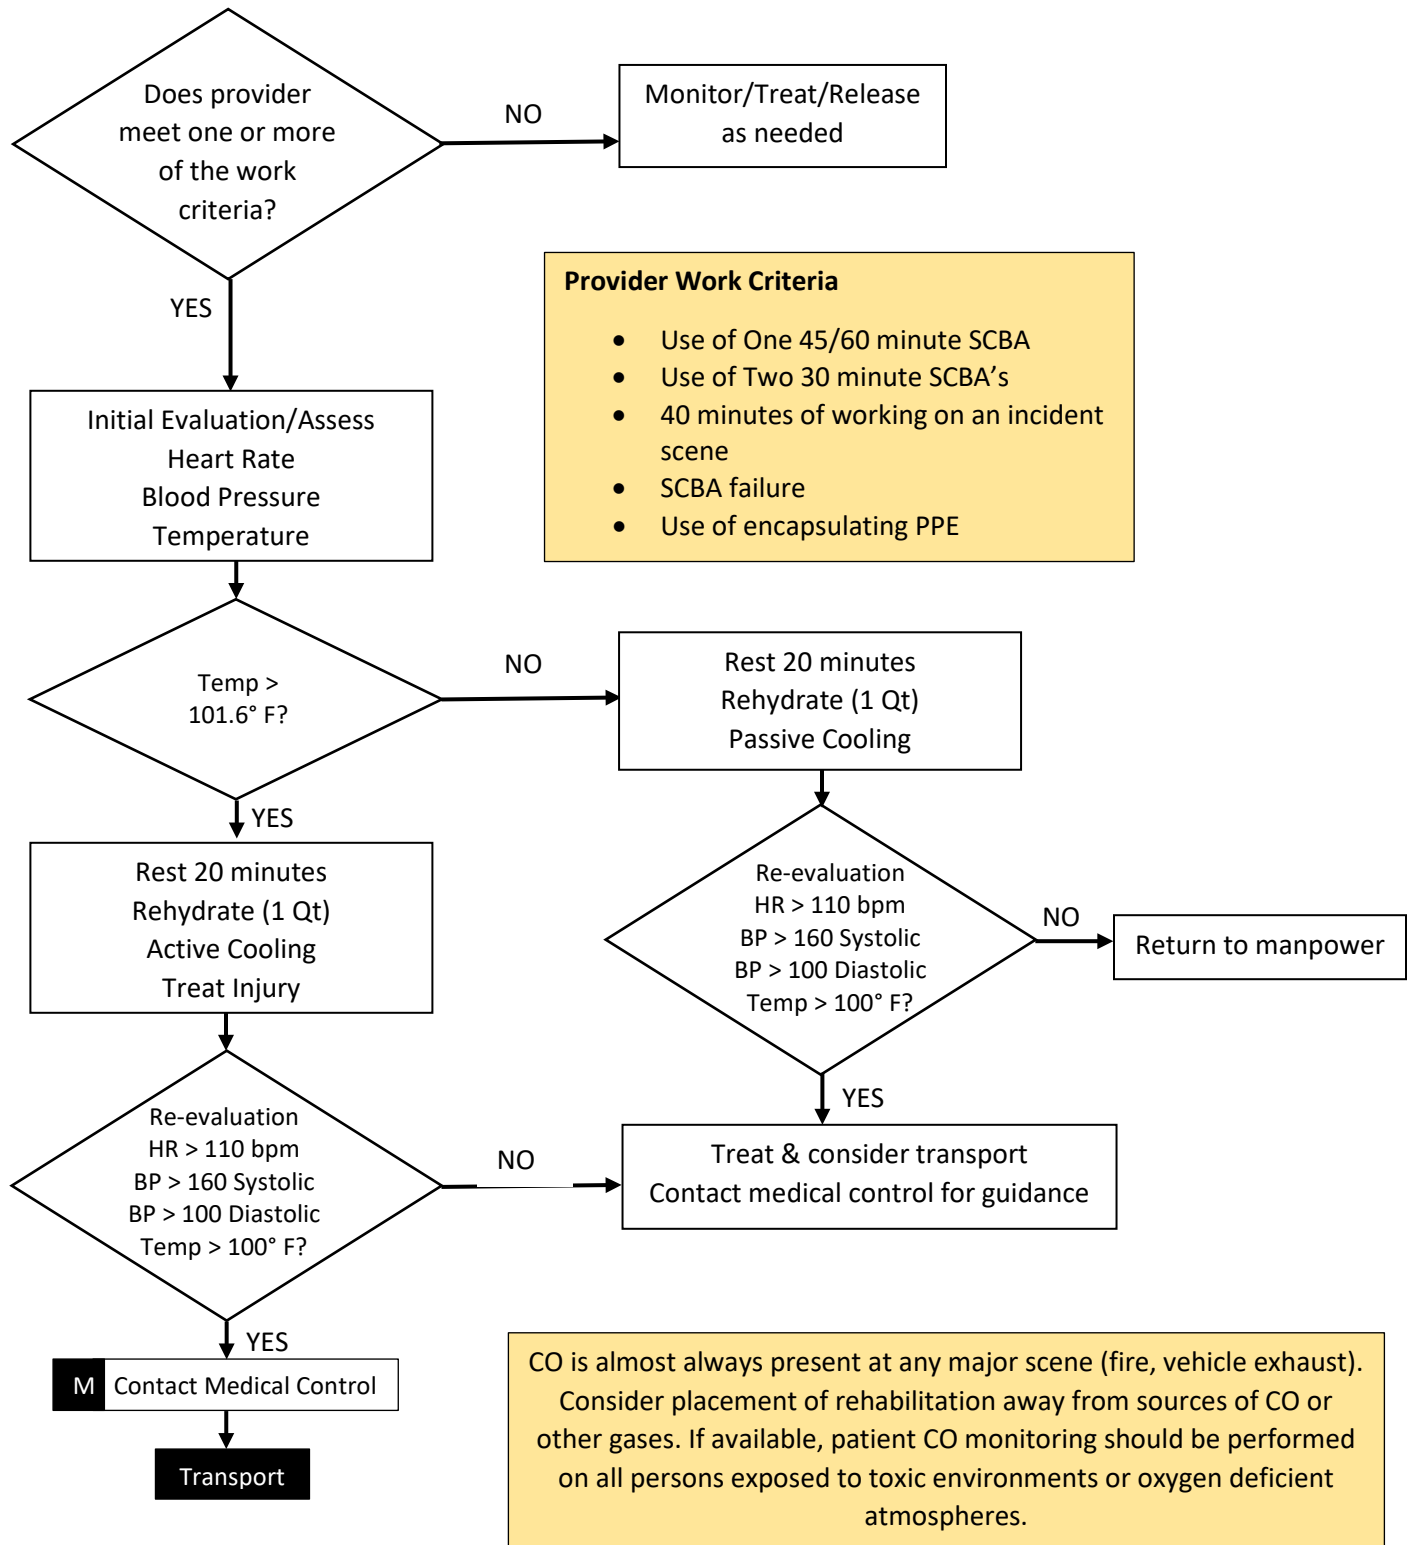 Does provider
meet one or more
of the work
criteria?
NO
Monitor/Treat/Release
as needed
YES
Provider Work Criteria
• Use of One 45/60 minute SCBA
• Use of Two 30 minute SCBA’s
• 40 minutes of working on an incident
scene
• SCBA failure
• Use of encapsulating PPE
Initial Evaluation/Assess
Heart Rate
Blood Pressure
Temperature
Temp >
101.6° F?
NO
Rest 20 minutes
Rehydrate (1 Qt)
Passive Cooling
YES
Rest 20 minutes
Rehydrate (1 Qt)
Active Cooling
Treat Injury
Re-evaluation
HR > 110 bpm
BP > 160 Systolic
BP > 100 Diastolic
Temp > 100° F?
NO
Return to manpower
YES
Re-evaluation
HR > 110 bpm
BP > 160 Systolic
BP > 100 Diastolic
Temp > 100° F?
NO
Treat & consider transport
Contact medical control for guidance
YES
M Contact Medical Control
Transport
CO is almost always present at any major scene (fire, vehicle exhaust).
Consider placement of rehabilitation away from sources of CO or
other gases. If available, patient CO monitoring should be performed
on all persons exposed to toxic environments or oxygen deficient
atmospheres.